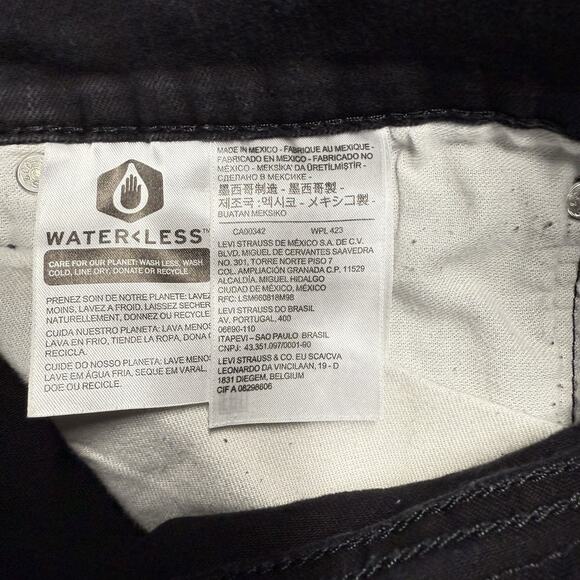 WATER<LESS™
CARE FOR OUR PLANET: WASH LESS, WASH
COLD, LINE DRY, DONATE OR RECYCLE
PRENEZ SOIN DE NOTRE PLANETE: LAVEZ
MOINS, LAVEZ A FROID, LAISSEZ SECHER
CUIDA NUESTRO PLANETA: LAVA MENOS
LAVA EN FRIO, TIENDE LA ROPA, DONA
RECICLA.
CUIDE DO NOSSO PLANETA: LAVE MENOS
LAVE EM ÁGUA FRIA, SEQUE EM VARAL,
DOE OU RECICLE.
MADE IN MEXICO - FABRIQUE AU MEXIQUE -
FABRICADO EN MEXICO - FABRICADO NO
MÉXICO - MEKSİKA' DA ÜRETİLMİŞTİR -
СДЕЛАНО В МЕКСИКЕ -
墨西哥制造 - 墨西哥製 -
제조국 :멕시코 - メキシコ製 -
BUATAN MEKSIKO
CA00342 WPL 423
LEVI STRAUSS DE MÉXICO S.A. DE C.V.
BLVD. MIGUEL DE CERVANTES SAAVEDRA
NO. 301, TORRE NORTE PISO 7
COL. AMPLIACIÓN GRANADA C.P. 11529
ALCALDÍA, MIGUEL HIDALGO
CIUDAD DE MÉXICO, MÉXICO
RFC: LSM660818M98
LEVI STRAUSS DO BRASIL
AV. PORTUGAL, 400
06690-110
ITAPEVI – SAO PAULO BRASIL
CNPJ: 43.351.097/0001-90
LEVI STRAUSS & CO. EU SCA/CVA
LEONARDO DA VINCILAAN, 19 - D
1831 DIEGEM, BELGIUM
CIF A 08298606